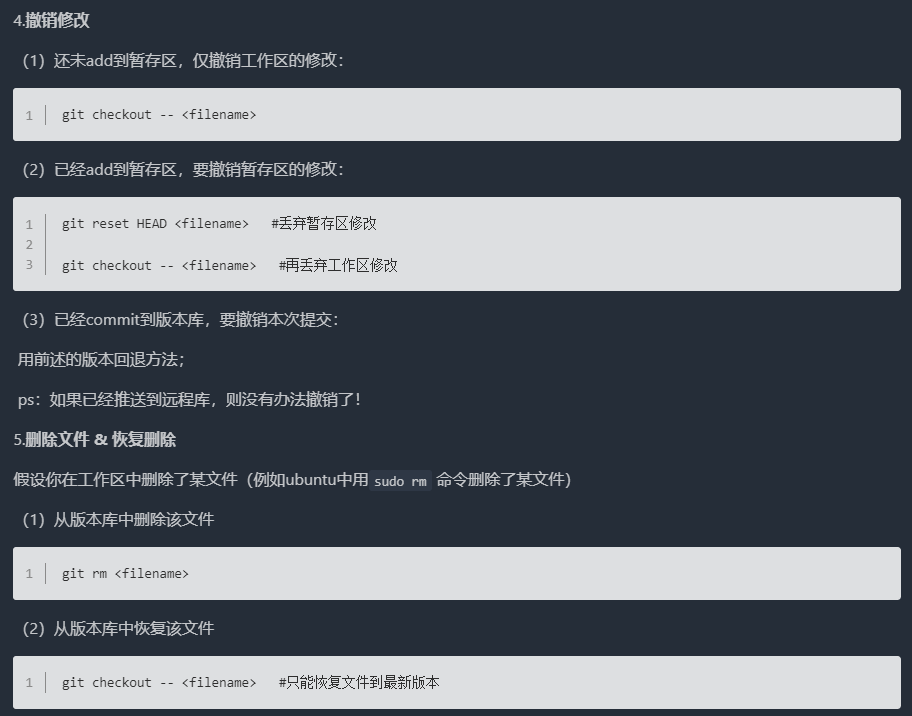 4.撤销修改
（1）还未add到暂存区，仅撤销工作区的修改：
1 git checkout -- <filename>
（2）已经add到暂存区，要撤销暂存区的修改：
1 git reset HEAD <filename>   #丢弃暂存区修改
2
3 git checkout -- <filename>   #再丢弃工作区修改
（3）已经commit到版本库，要撤销本次提交：
用前述的版本回退方法；
ps：如果已经推送到远程库，则没有办法撤销了！
5.删除文件 & 恢复删除
假设你在工作区中删除了某文件（例如ubuntu中用 sudo rm 命令删除了某文件）
（1）从版本库中删除该文件
1 git rm <filename>
（2）从版本库中恢复该文件
1 git checkout -- <filename>   #只能恢复文件到最新版本